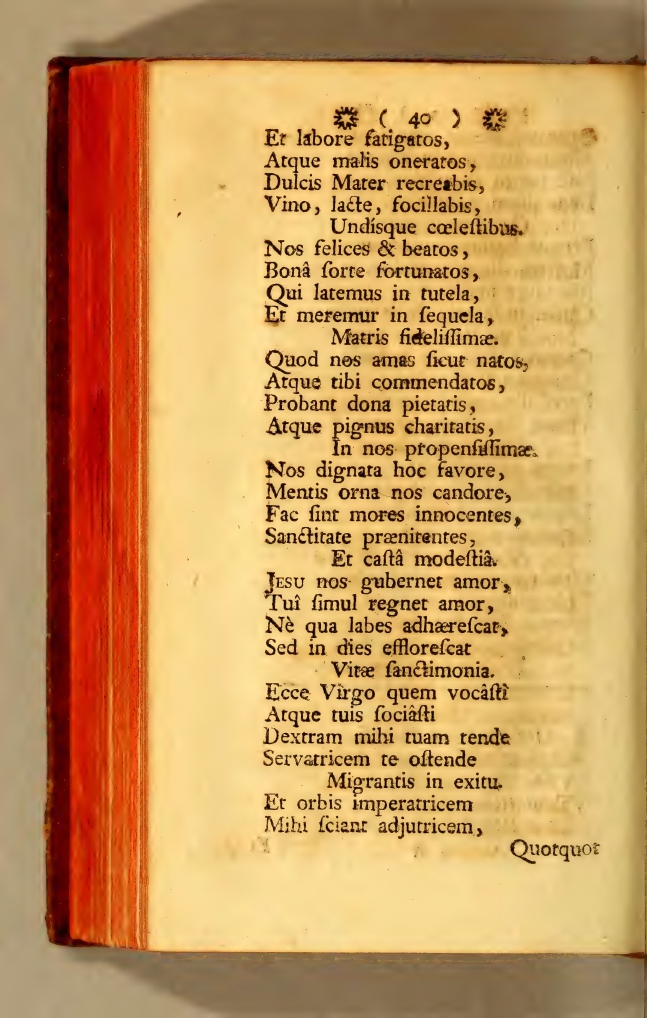 ( 40 )
Et labore fatigatos,
Atque malis oneratos,
Dulcis Mater recreabis,
Vino, lacte, focillabis,
Undiſque cœleſtibus.
Nos felices & beatos,
Bonâ ſorte fortunatos,
Qui latemus in tutela,
Et meremur in ſequela,
Matris fideliſſimæ.
Quod nos amas ſicut natos,
Atque tibi commendatos,
Probant dona pietatis,
Atque pignus charitatis,
In nos propenſiſſimæ.
Nos dignata hoc favore,
Mentis orna nos candore,
Fac ſint mores innocentes,
Sanctitate prænitentes,
Et caſtâ modeſtiâ.
JESU nos gubernet amor,
Tuî ſimul regnet amor,
Nè qua labes adhæreſcat,
Sed in dies effloreſcat
Vitæ ſanctimonia.
Ecce Virgo quem vocâſtî
Atque tuis ſociâſti
Dextram mihi tuam tende
Servatricem te oſtende
Migrantis in exitu.
Et orbis imperatricem
Mihi ſciant adjutricem,
Quotquot